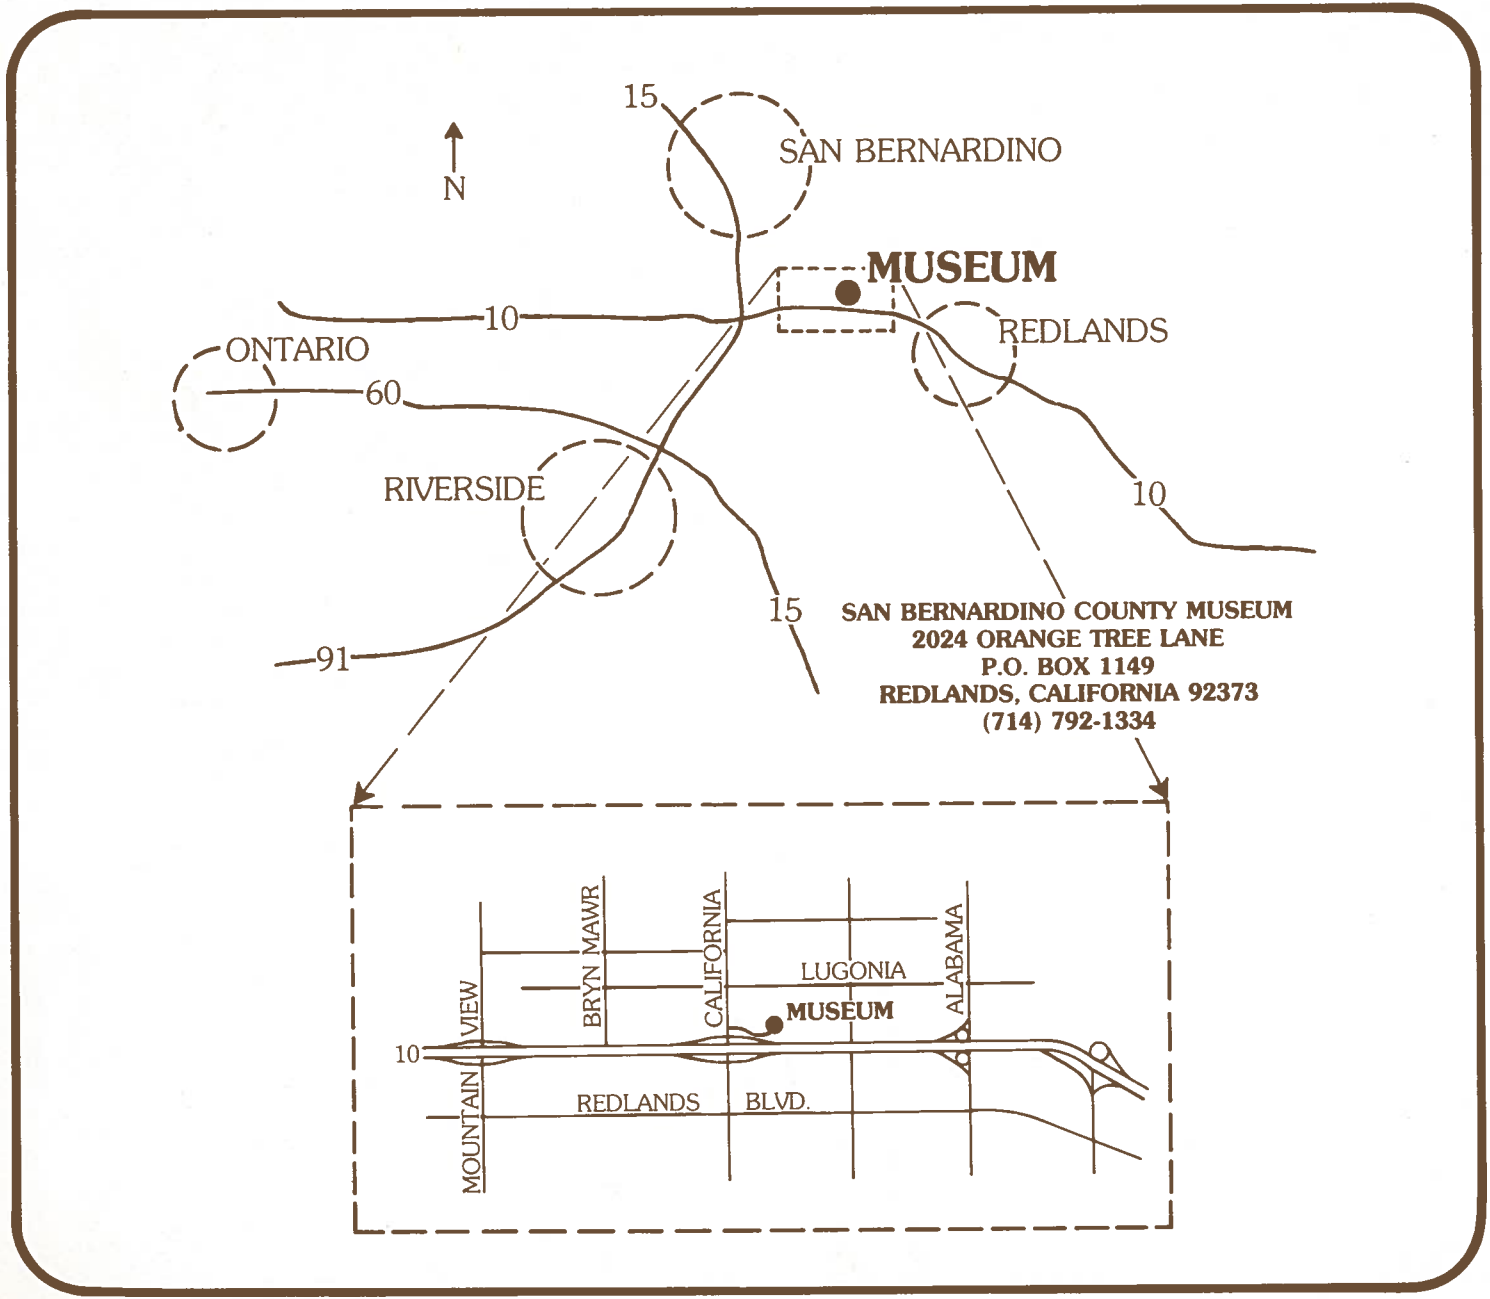 15
SAN BERNARDINO
N
MUSEUM
10
REDLANDS
ONTARIO
60
RIVERSIDE
10
15
91
SAN BERNARDINO COUNTY MUSEUM
2024 ORANGE TREE LANE
P.O. BOX 1149
REDLANDS, CALIFORNIA 92373
(714) 792-1334
BRYN MAWR
CALIFORNIA
ALABAMA
LUGONIA
MOUNTAIN VIEW
MUSEUM
10
REDLANDS BLVD.